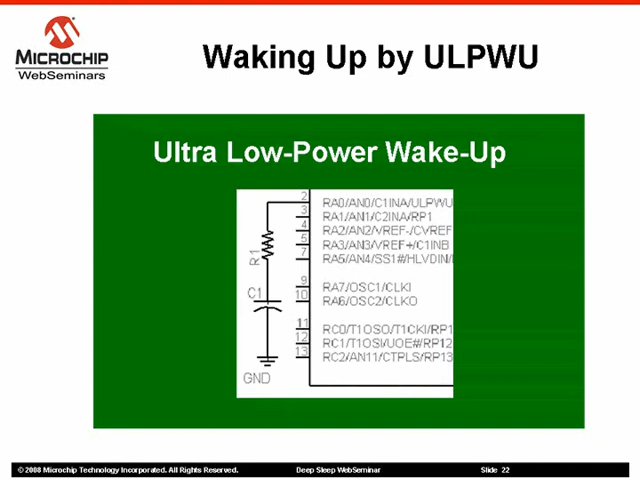 MICROCHIP
WebSeminars
Waking Up by ULPWU
Ultra Low-Power Wake-Up
2 RA0/AN0/C1INA/ULPWU
3 RA1/AN1/C2INA/RP1
4 RA2/AN2/VREF-/CVREF
5 RA3/AN3/VREF+/C1INB
7 RA5/AN4/SS1#/HLVDIN/
R1
9 RA7/OSC1/CLKI
C1
10 RA6/OSC2/CLKO
11 RC0/T1OSO/T1CKI/RP1
12 RC1/T1OSI/UOE#/RP12
13 RC2/AN11/CTPLS/RP13
GND
© 2008 Microchip Technology Incorporated. All Rights Reserved. Deep Sleep WebSeminar Slide 22